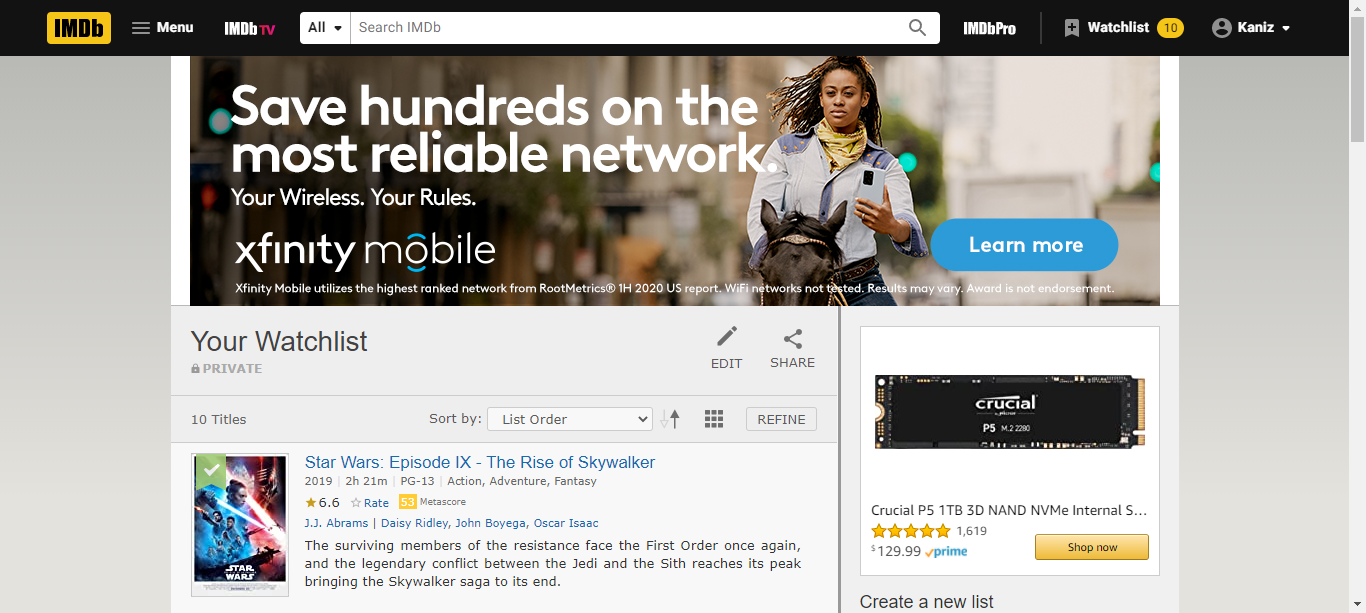 IMDb
Menu
IMDb TV
All
Search IMDb
IMDbPro
Watchlist 10
Kaniz
Save hundreds on the
most reliable network.
Your Wireless. Your Rules.
xfinity mobile
Learn more
Xfinity Mobile utilizes the highest ranked network from RootMetrics® 1H 2020 US report. WiFi networks not tested. Results may vary. Award is not endorsement.
Your Watchlist
PRIVATE
EDIT
SHARE
10 Titles
Sort by: List Order
REFINE
Star Wars: Episode IX - The Rise of Skywalker
2019 | 2h 21m | PG-13 | Action, Adventure, Fantasy
6.6 Rate 53 Metascore
J.J. Abrams | Daisy Ridley, John Boyega, Oscar Isaac
The surviving members of the resistance face the First Order once again,
and the legendary conflict between the Jedi and the Sith reaches its peak
bringing the Skywalker saga to its end.
STAR
WARS
crucial
P5 M.2 2280
Crucial P5 1TB 3D NAND NVMe Internal S...
1,619
$129.99 prime
Shop now
Create a new list